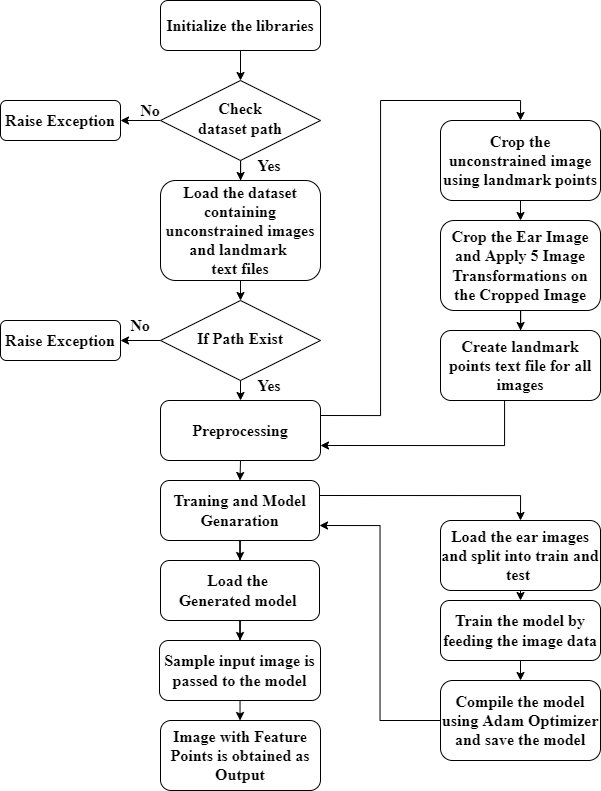 Initialize the libraries
Check
dataset path
No
Raise Exception
Yes
Load the dataset
containing
unconstrained images
and landmark
text files
If Path Exist
No
Raise Exception
Yes
Preprocessing
Crop the
unconstrained image
using landmark points
Crop the Ear Image
and Apply 5 Image
Transformations on
the Cropped Image
Create landmark
points text file for all
images
Traning and Model
Genaration
Load the ear images
and split into train and
test
Train the model by
feeding the image data
Compile the model
using Adam Optimizer
and save the model
Load the
Generated model
Sample input image is
passed to the model
Image with Feature
Points is obtained as
Output